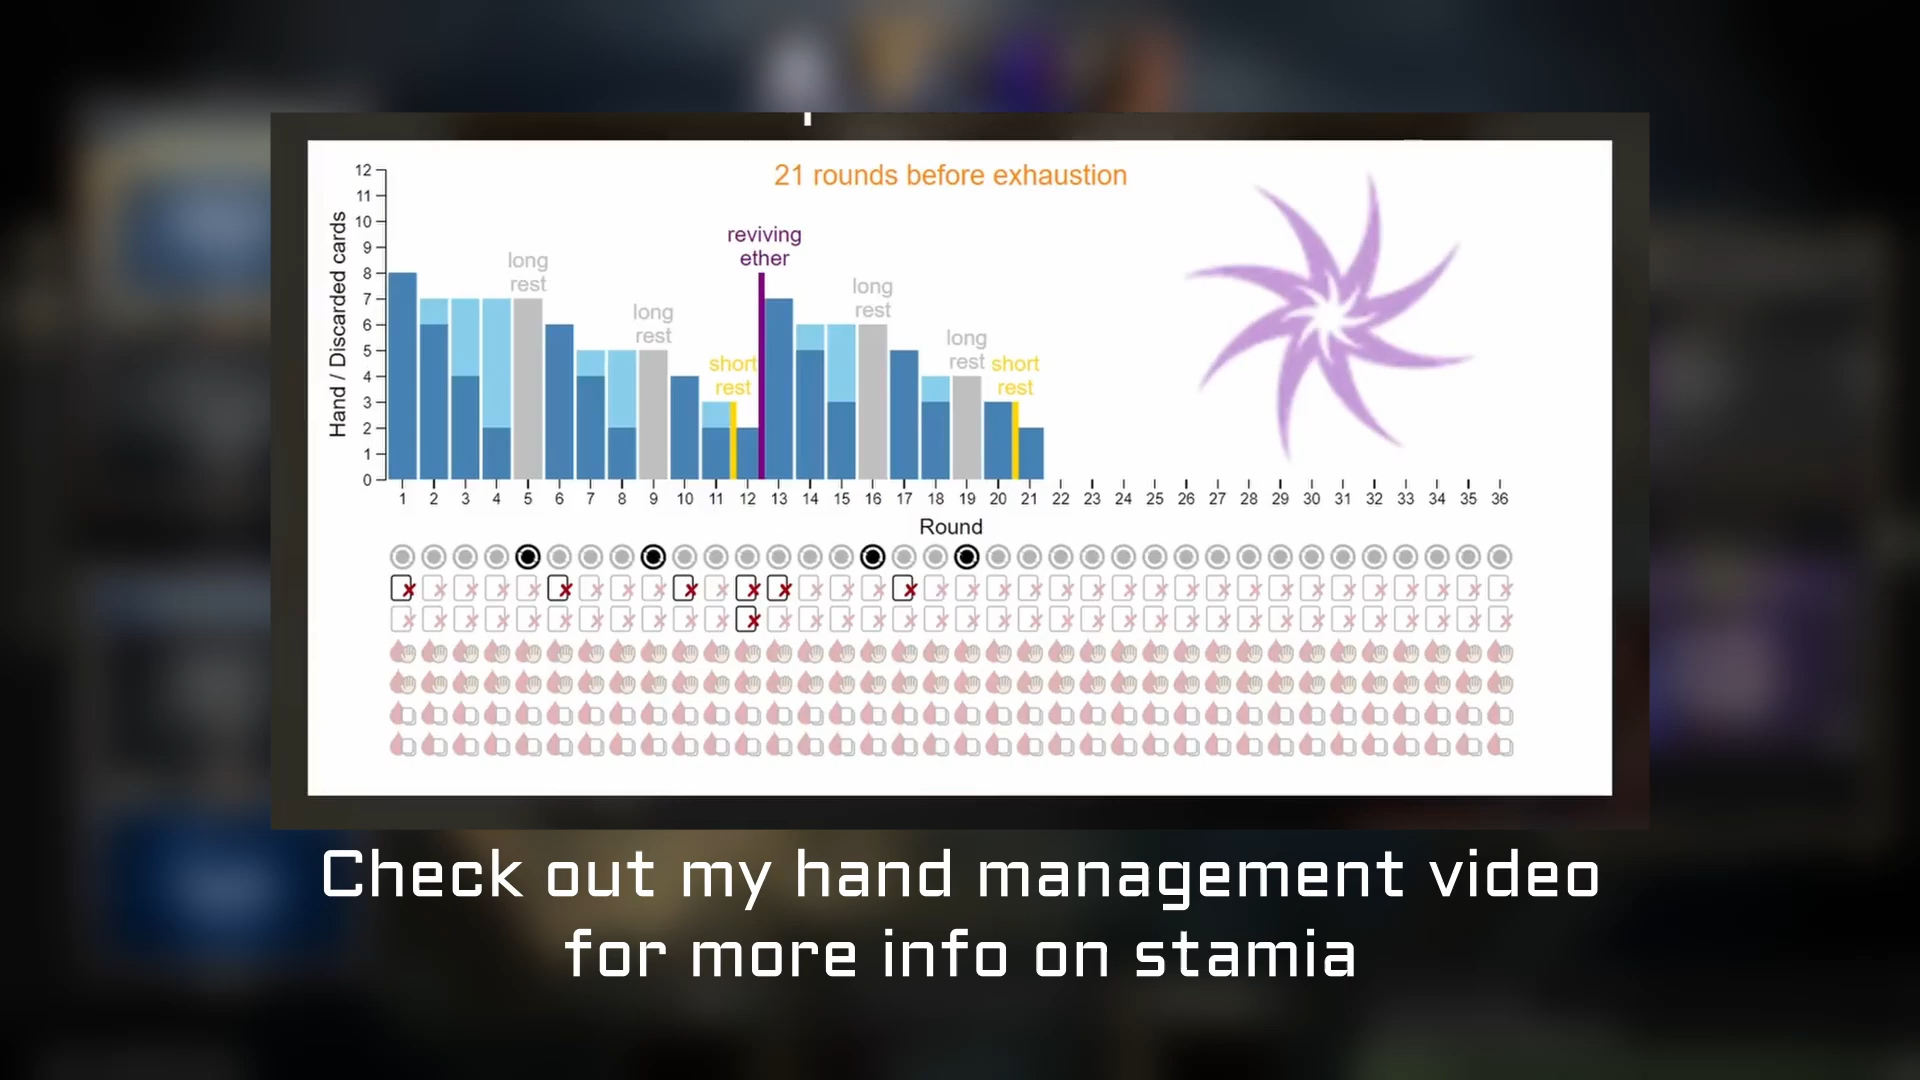 21 rounds before exhaustion
Hand / Discarded cards
12
11
10
9
8
7
6
5
4
3
2
1
0
long
rest
long
rest
short
rest
reviving
ether
long
rest
long
rest
short
rest
1 2 3 4 5 6 7 8 9 10 11 12 13 14 15 16 17 18 19 20 21 22 23 24 25 26 27 28 29 30 31 32 33 34 35 36
Round
Check out my hand management video
for more info on stamia